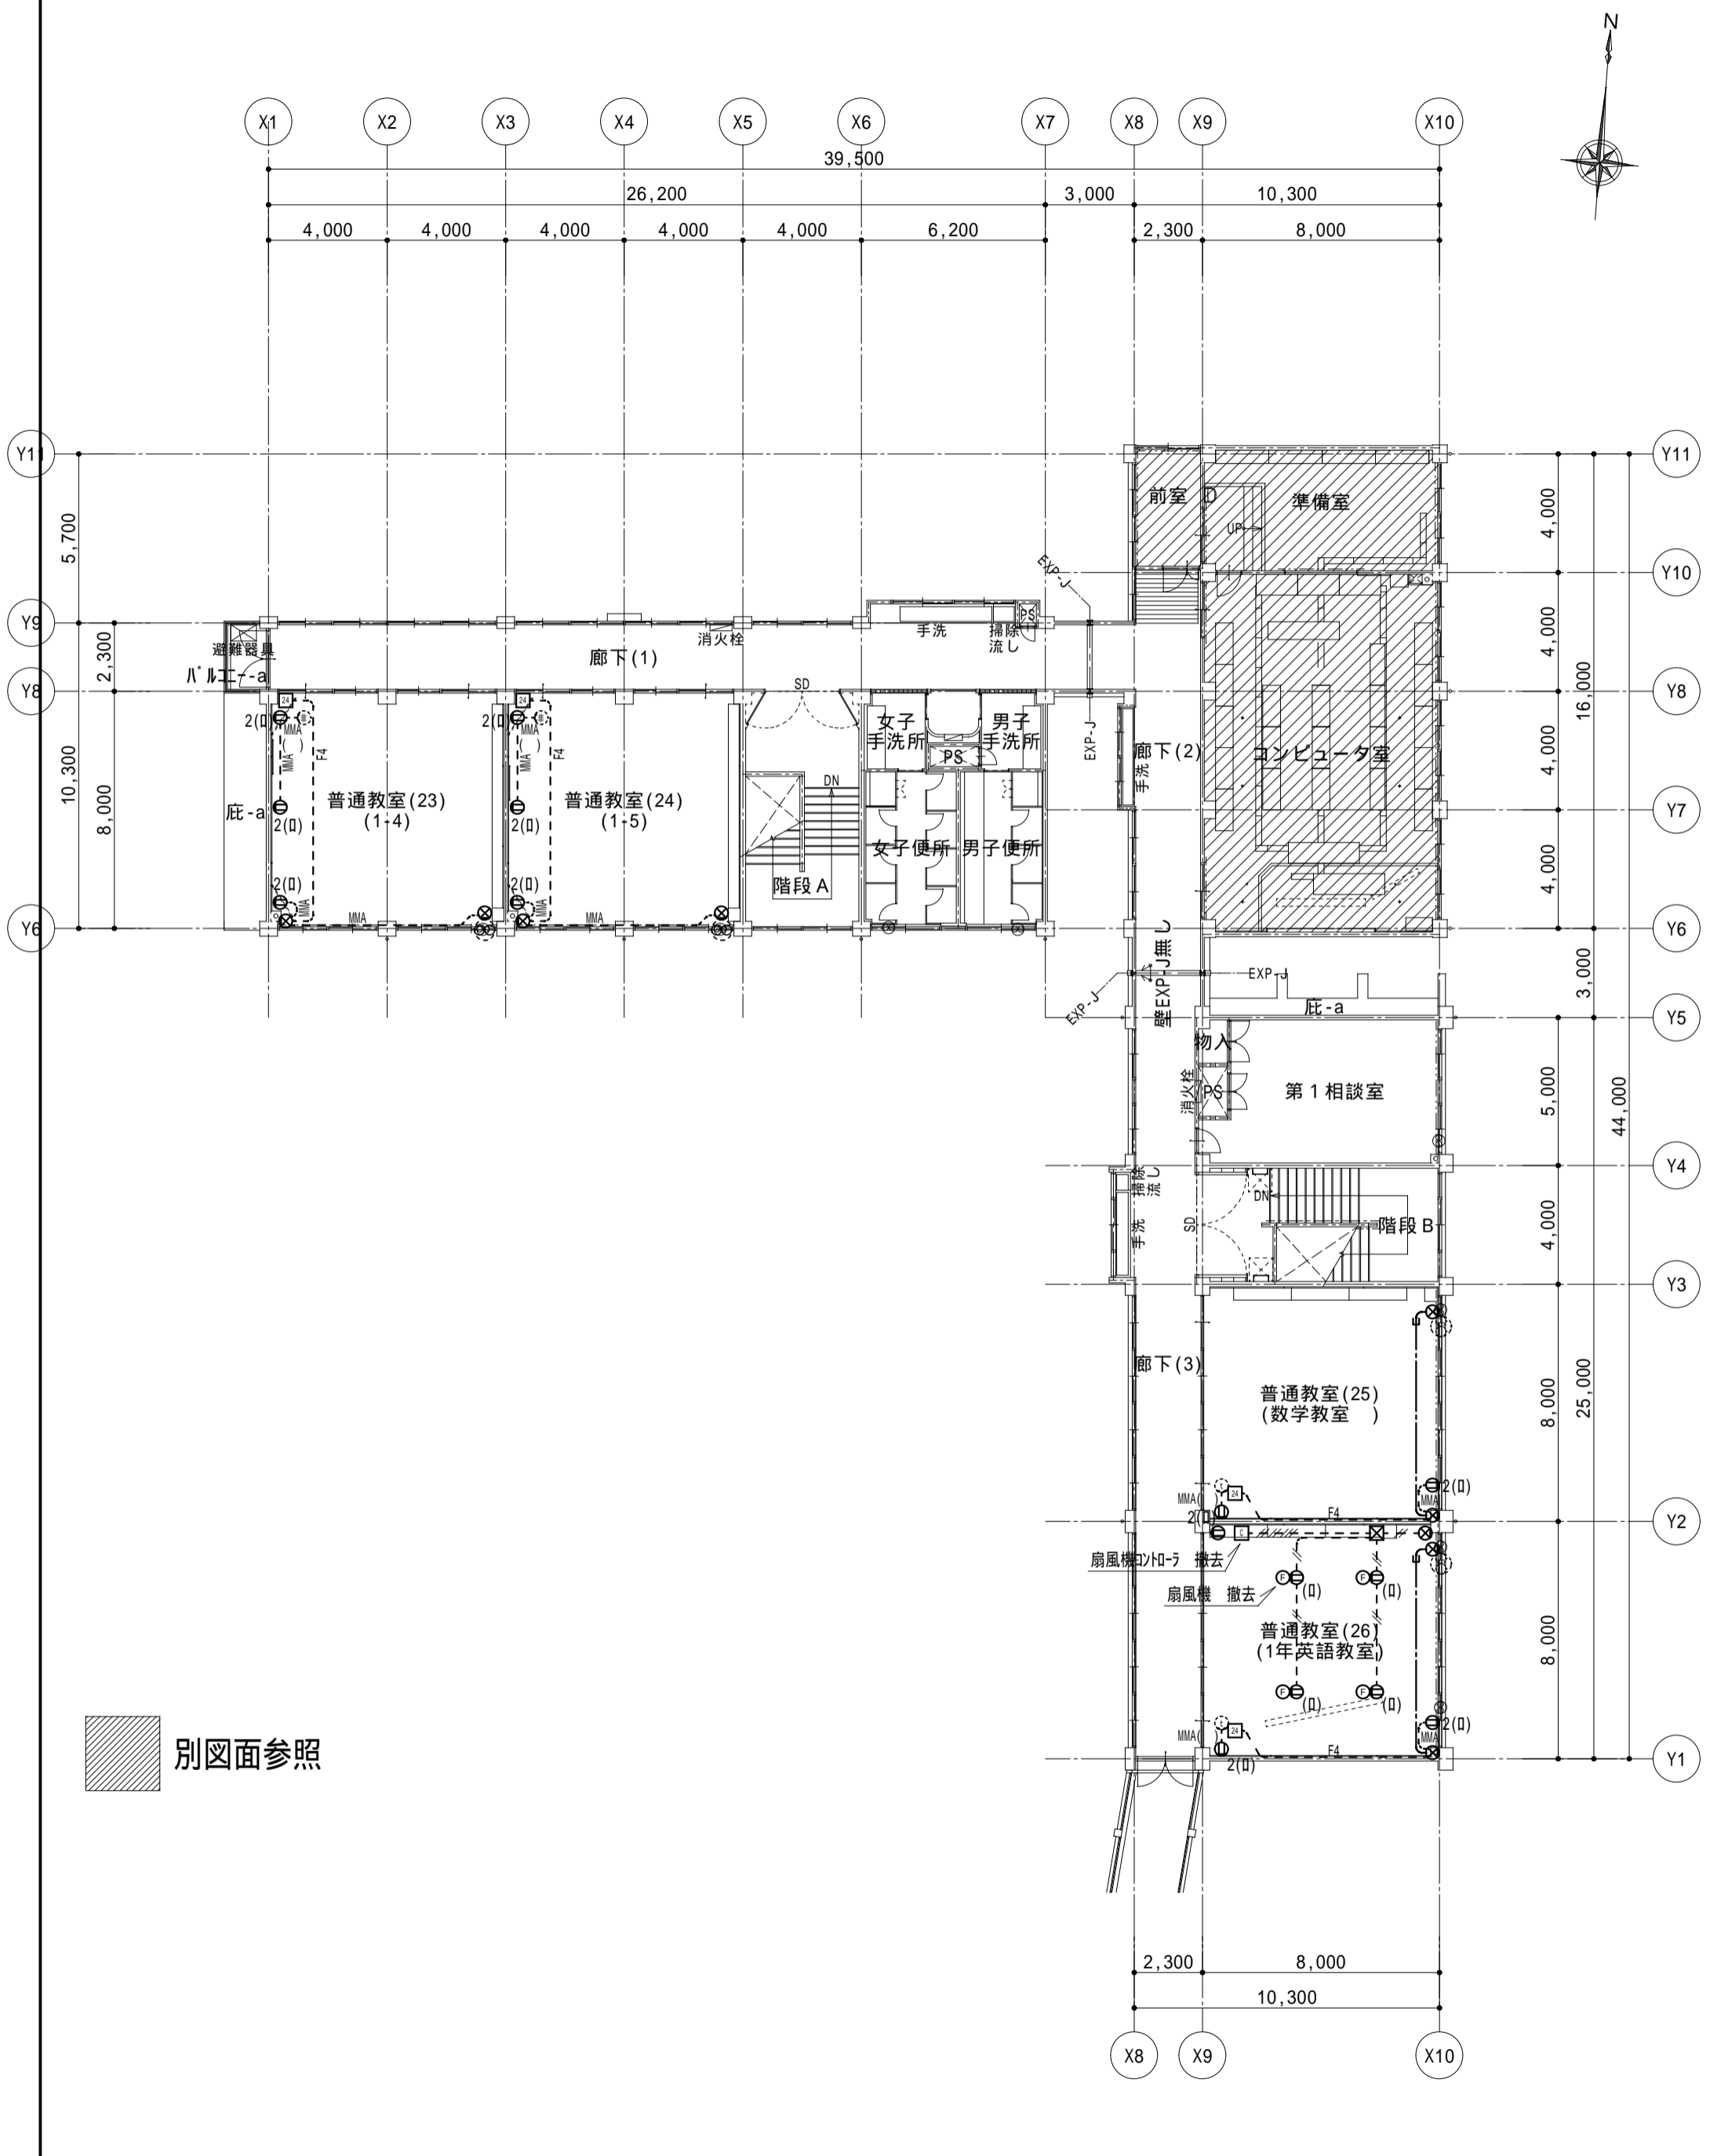 N
X1
X2
X3
X4
X5
X6
X7
X8
X9
X10
39,500
26,200
3,000
10,300
4,000
4,000
4,000
4,000
4,000
6,200
2,300
8,000
Y11
Y11
5,700
4,000
前室
D
準備室
UP
EXP-J
Y10
4,000
Y9
2,300
避難器具
消火栓
手洗
掃除
流し
PS
バルコニー-a
廊下(1)
16,000
Y8
Y8
24
24
SD
2(ロ)
2(ロ)
MMA
( )
MMA
( )
MMA
MMA
F4
F4
女子
手洗所
男子
手洗所
PS
EXP-J
廊下(2)
手洗
コンピュータ室
4,000
10,300
8,000
庇-a
普通教室(23)
(1-4)
普通教室(24)
(1-5)
DN
2(ロ)
2(ロ)
Y7
4,000
女子便所
男子便所
階段A
2(ロ)
2(ロ)
MMA
MMA
MMA
MMA
Y6
Y6
壁EXP-J無し
3,000
EXP-J
EXP-J
庇-a
Y5
物入
消火栓
PS
第1相談室
5,000
44,000
Y4
掃除
流し
手洗
SD
DN
階段B
4,000
Y3
廊下(3)
普通教室(25)
(数学教室 )
8,000
25,000
24
MMA( )
2(ロ)
F4
2(ロ)
MMA
Y2
C
扇風機コントローラ 撤去
扇風機 撤去
F
(ロ)
F
(ロ)
普通教室(26)
(1年英語教室)
8,000
F
(ロ)
F
(ロ)
24
MMA( )
2(ロ)
F4
2(ロ)
MMA
Y1
別図面参照
2,300
8,000
10,300
X8
X9
X10